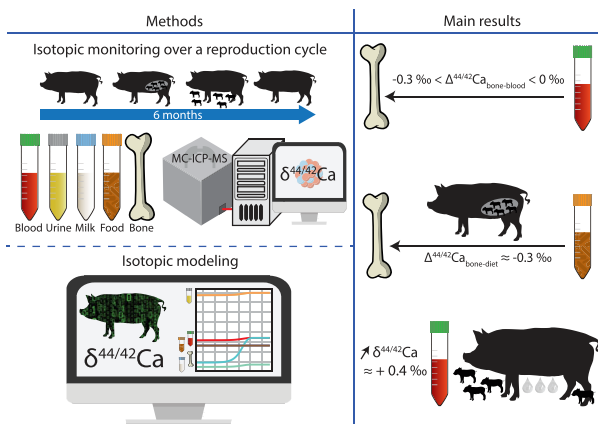 Methods
Isotopic monitoring over a reproduction cycle
6 months
MC-ICP-MS
δ44/42Ca
Blood Urine Milk Food Bone
Isotopic modeling
δ44/42Ca
Main results
-0.3 ‰ < Δ44/42Cabone-blood < 0 ‰
Δ44/42Cabone-diet ≈ -0.3 ‰
↗ δ44/42Ca
≈ + 0.4 ‰